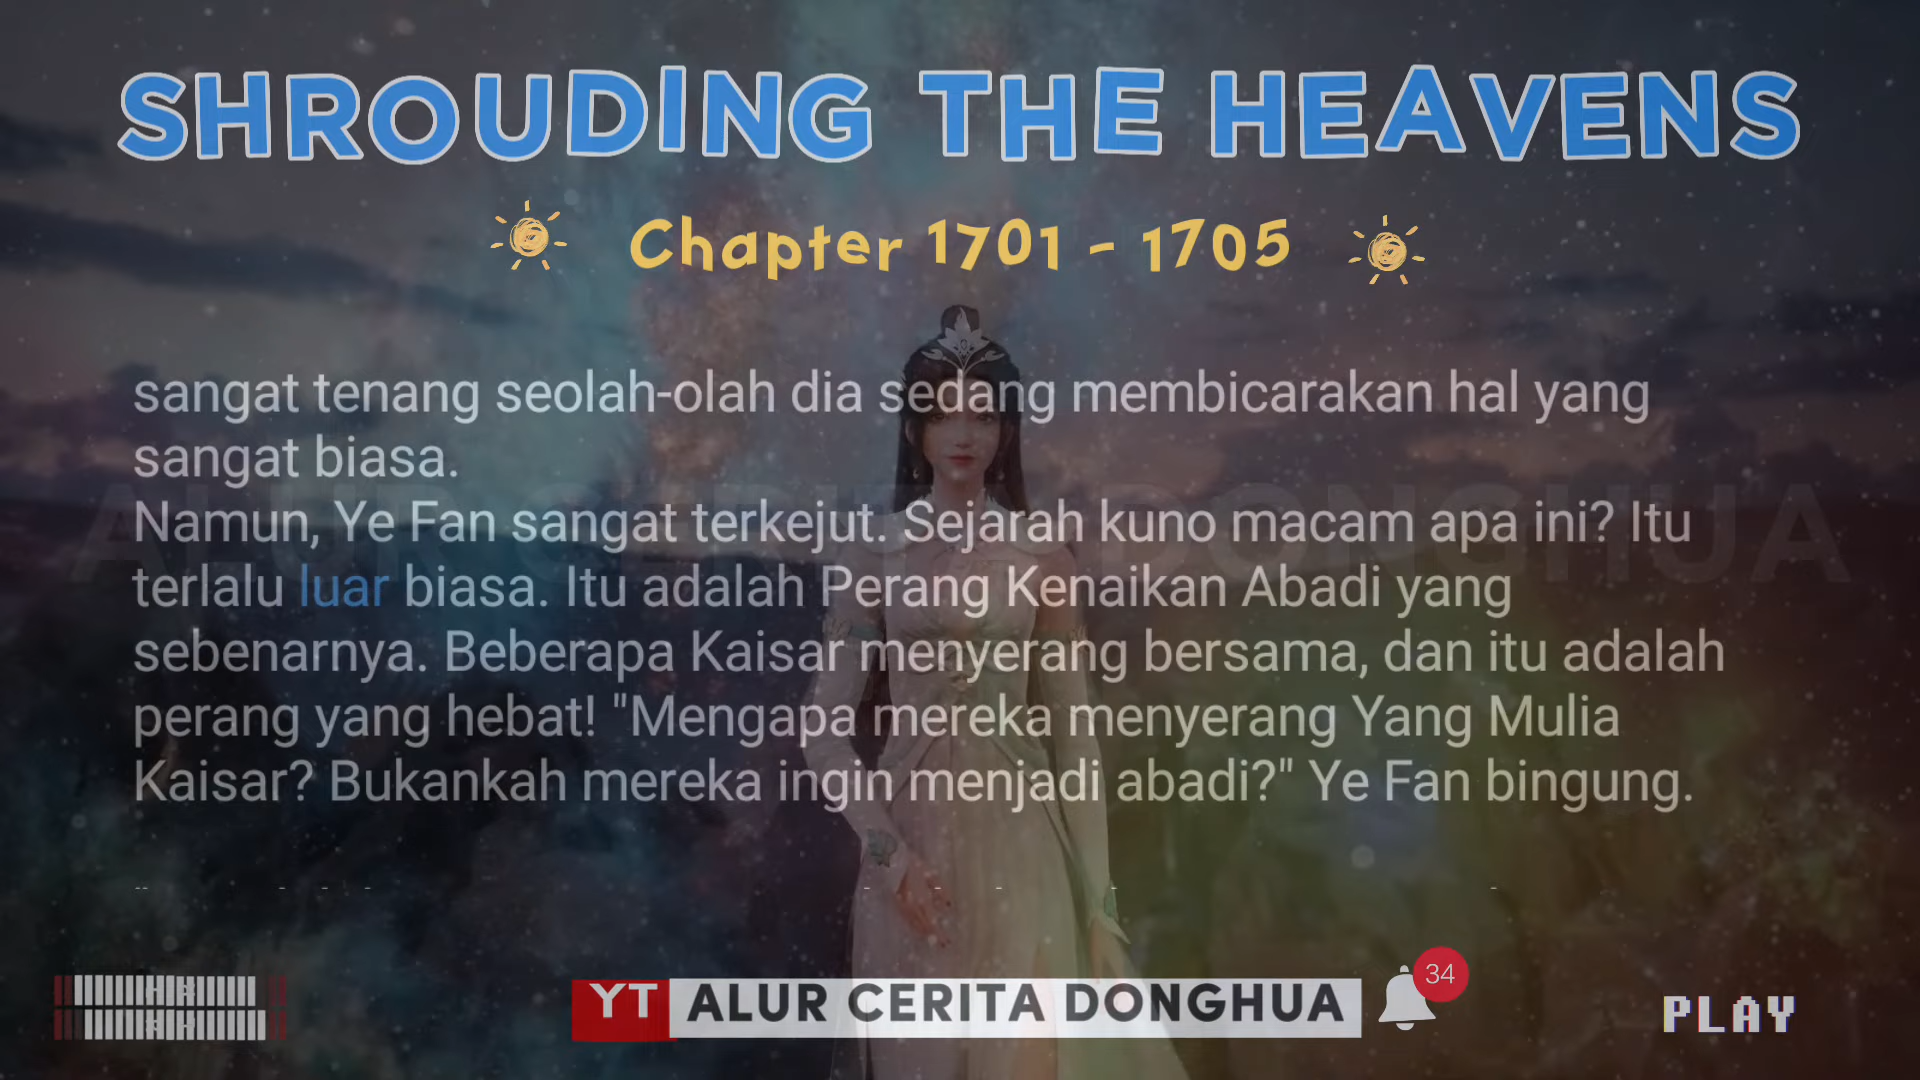 SHROUDING THE HEAVENS
Chapter 1701 - 1705
sangat tenang seolah-olah dia sedang membicarakan hal yang
sangat biasa.
Namun, Ye Fan sangat terkejut. Sejarah kuno macam apa ini? Itu
terlalu luar biasa. Itu adalah Perang Kenaikan Abadi yang
sebenarnya. Beberapa Kaisar menyerang bersama, dan itu adalah
perang yang hebat! "Mengapa mereka menyerang Yang Mulia
Kaisar? Bukankah mereka ingin menjadi abadi?" Ye Fan bingung.
ALUR CERITA DONGHUA
YT ALUR CERITA DONGHUA
34
PLAY